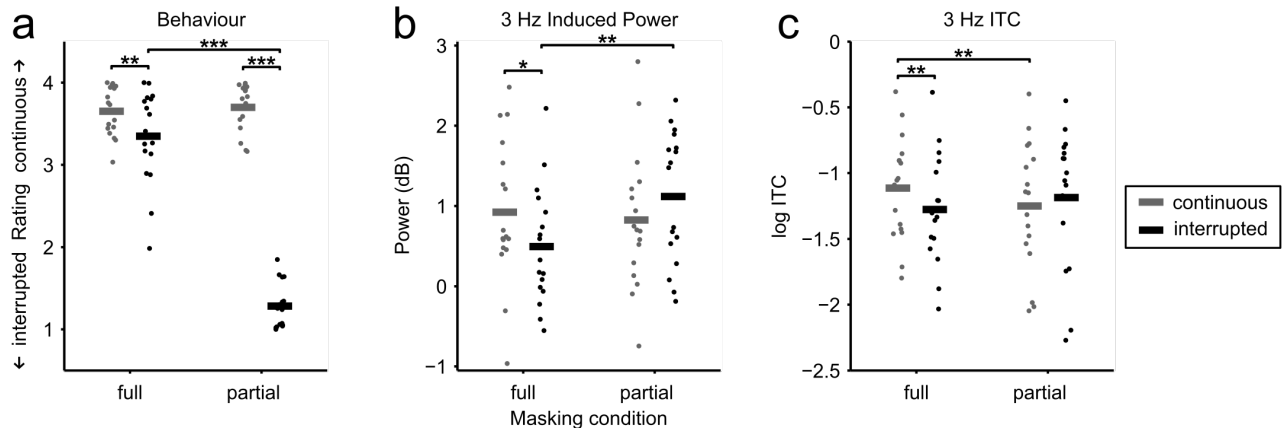 a
Behaviour
← interrupted Rating continuous →
4
3
2
1
**
***
***
full
partial
b
3 Hz Induced Power
Power (dB)
3
2
1
0
−1
*
**
full
partial
Masking condition
c
3 Hz ITC
log ITC
0
−0.5
−1
−1.5
−2
−2.5
**
**
full
partial
continuous
interrupted